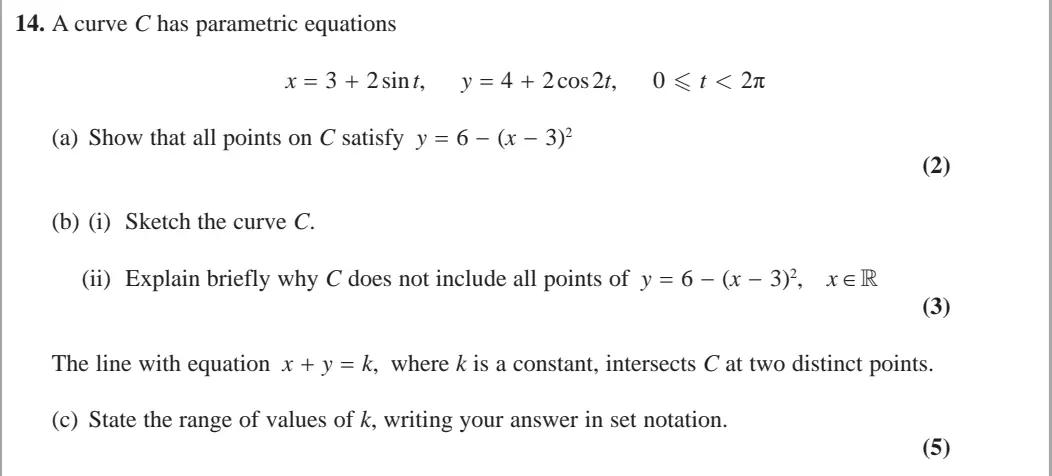 14. A curve C has parametric equations
x = 3 + 2 sin t, y = 4 + 2 cos 2t, 0 ⩽ t < 2π
(a) Show that all points on C satisfy y = 6 − (x − 3)²
(2)
(b) (i) Sketch the curve C.
(ii) Explain briefly why C does not include all points of y = 6 − (x − 3)², x ∈ ℝ
(3)
The line with equation x + y = k, where k is a constant, intersects C at two distinct points.
(c) State the range of values of k, writing your answer in set notation.
(5)